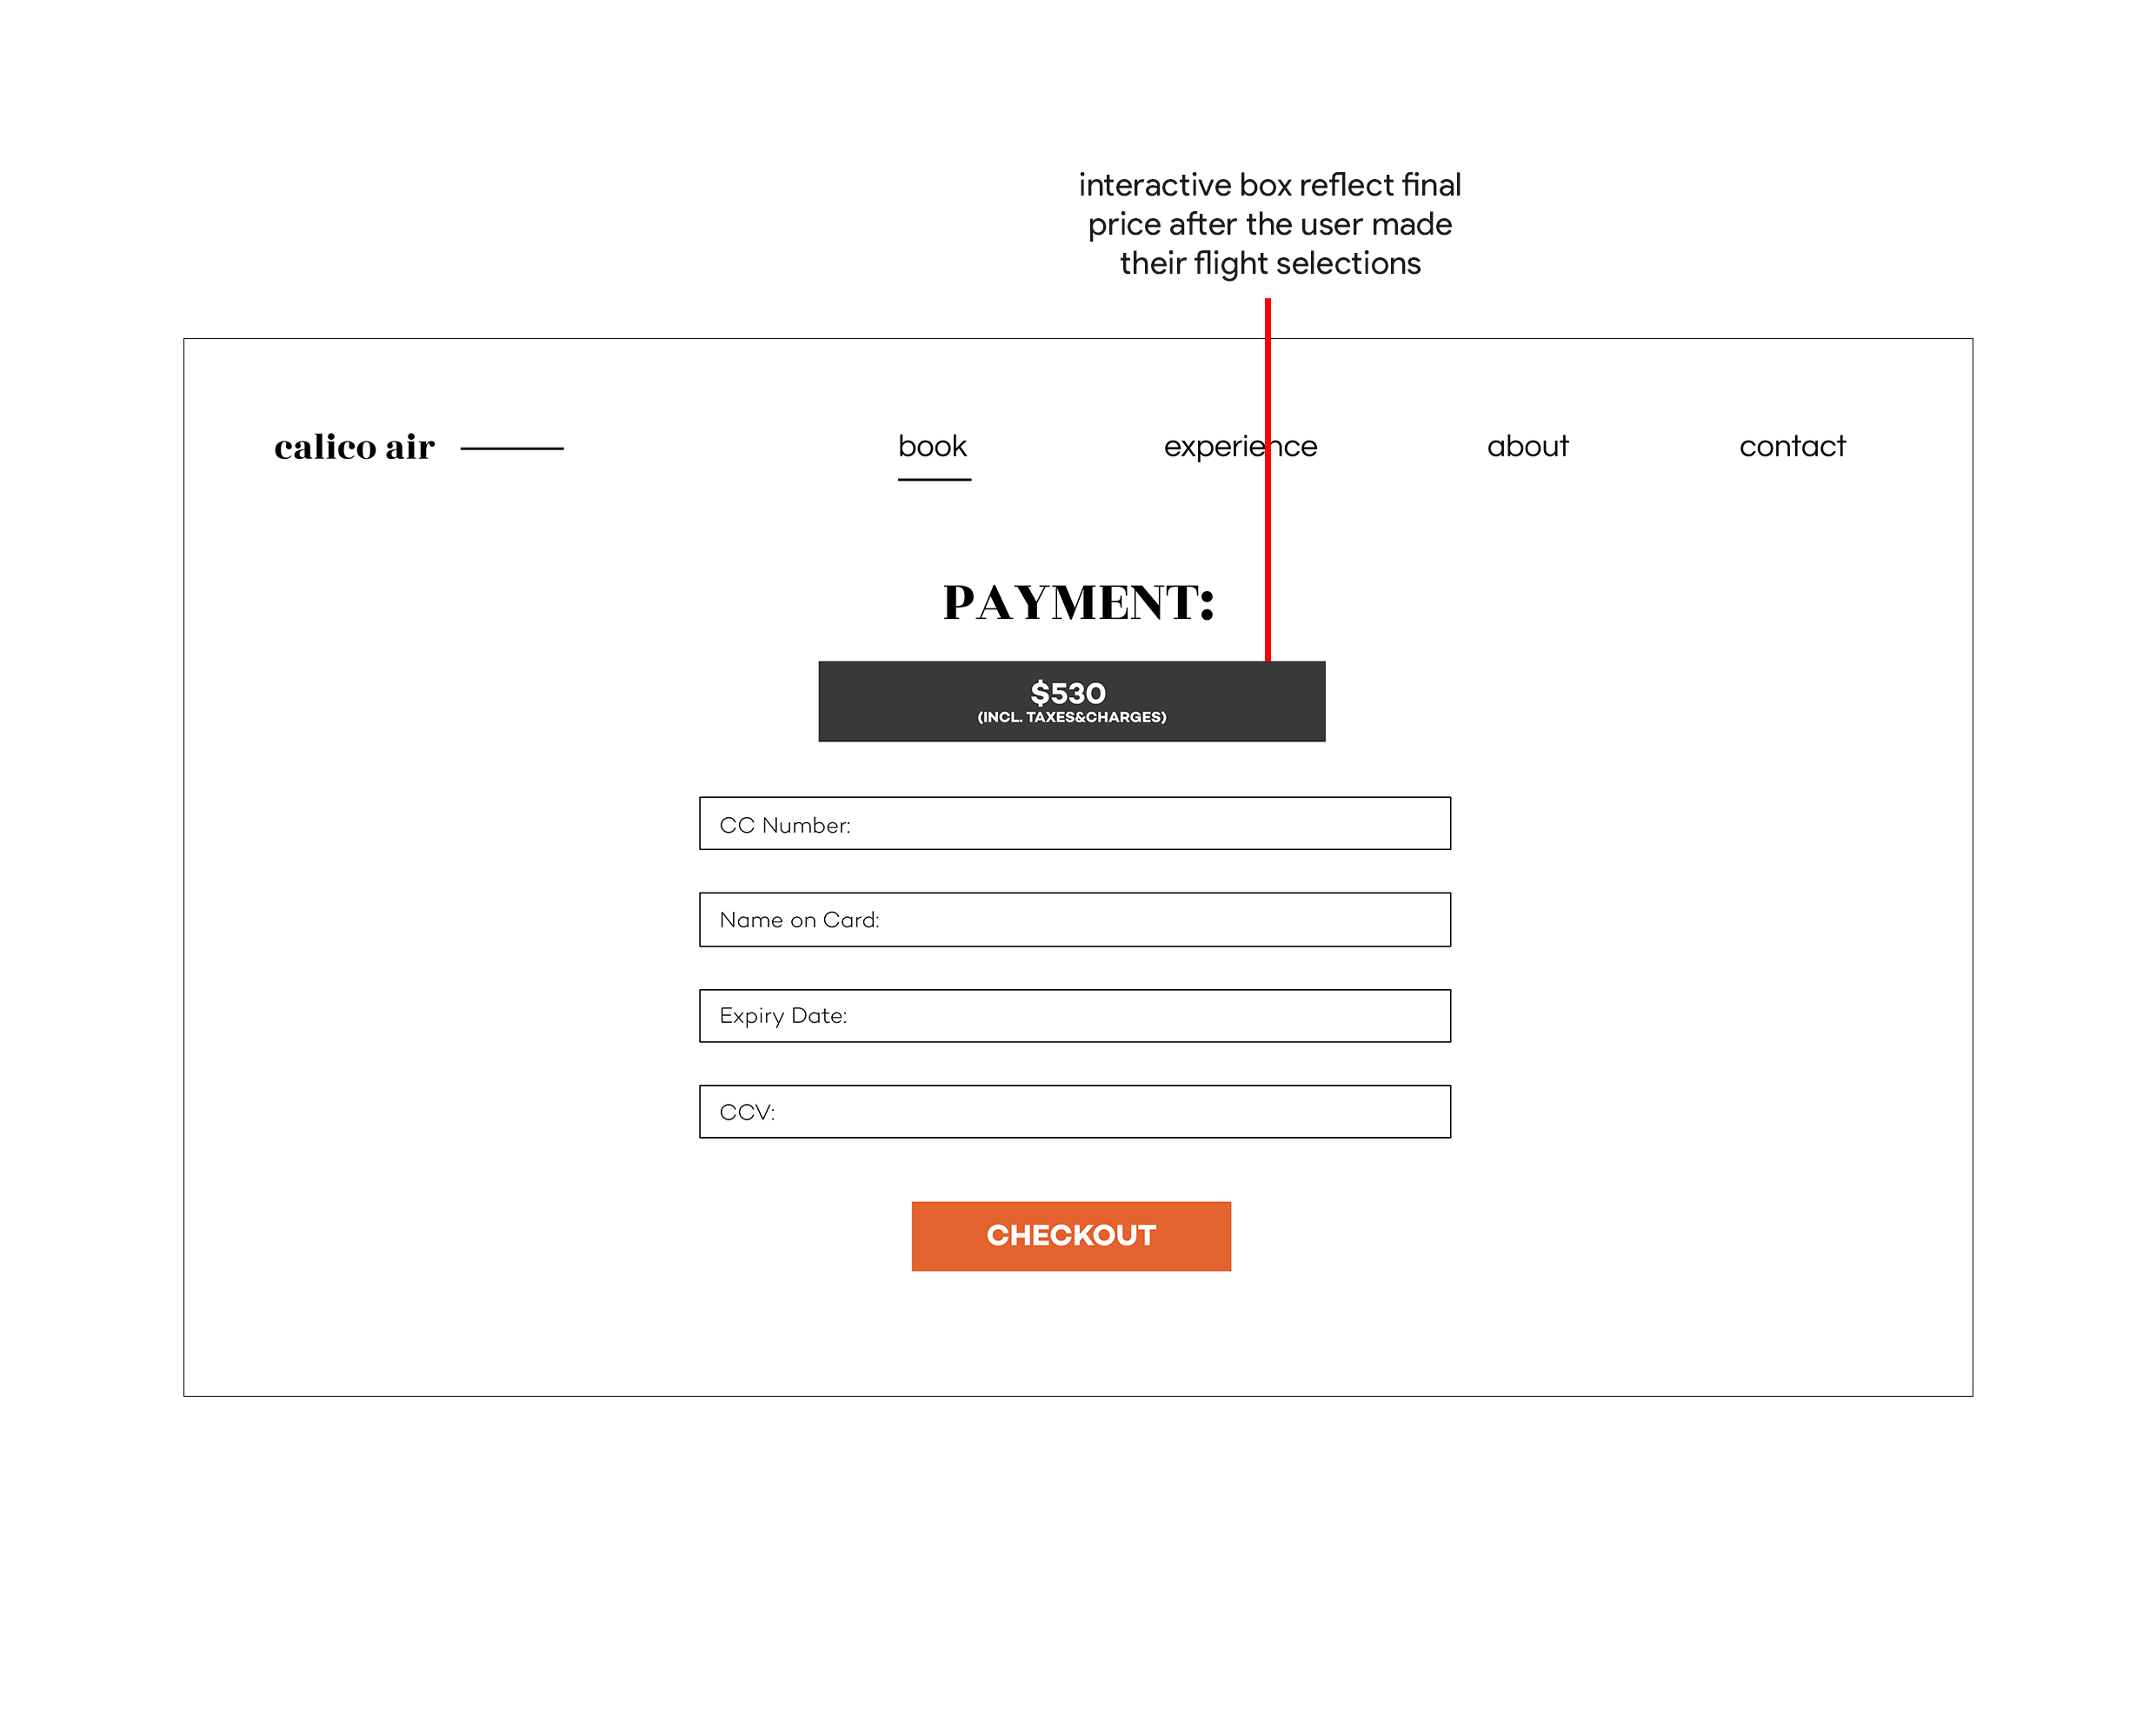 interactive box reflect final
price after the user made
their flight selections
calico air book experience about contact
PAYMENT:
$530
(INCL. TAXES&CHARGES)
CC Number:
Name on Card:
Expiry Date:
CCV:
CHECKOUT